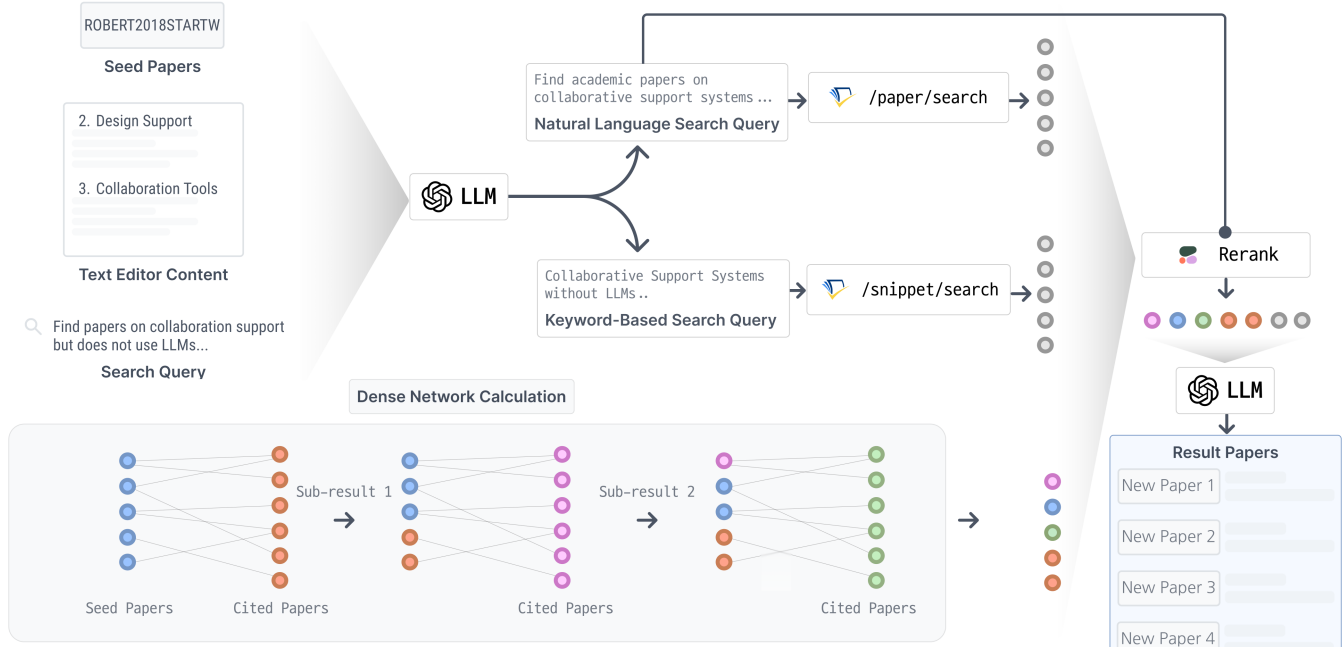 ROBERT2018STARTW
Seed Papers
2. Design Support
3. Collaboration Tools
Text Editor Content
Find papers on collaboration support
but does not use LLMs...
Search Query
LLM
Find academic papers on
collaborative support systems ...
Natural Language Search Query
/paper/search
Collaborative Support Systems
without LLMs..
Keyword-Based Search Query
/snippet/search
Rerank
LLM
Result Papers
New Paper 1
New Paper 2
New Paper 3
New Paper 4
Dense Network Calculation
Sub-result 1
Sub-result 2
Seed Papers
Cited Papers
Cited Papers
Cited Papers